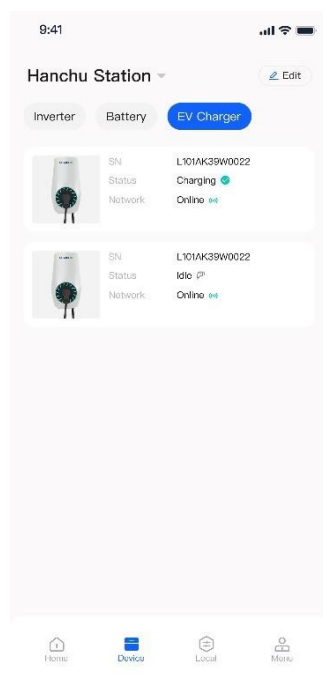 9:41
Hanchu Station
Edit
Inverter Battery EV Charger
SN L101AK39W0022
Status Charging
Network Online
SN L101AK39W0022
Status Idle
Network Online
Home Device Local Menu